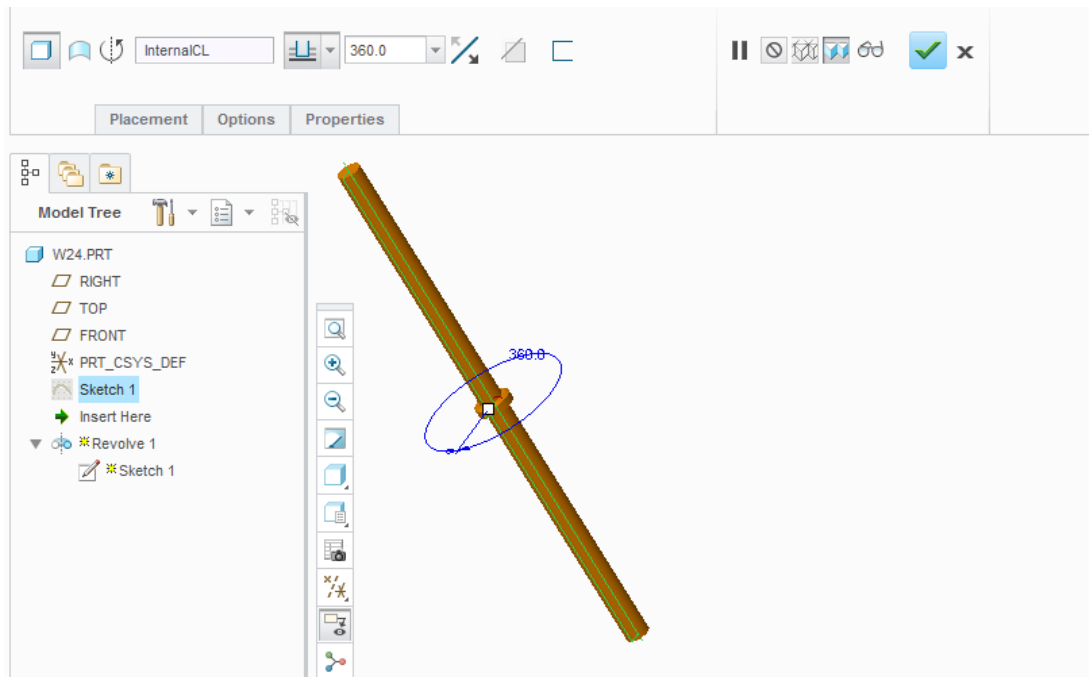 InternalCL 360.0
Placement Options Properties
Model Tree
W24.PRT
RIGHT
TOP
FRONT
PRT_CSYS_DEF
Sketch 1
Insert Here
Revolve 1
Sketch 1
360.0